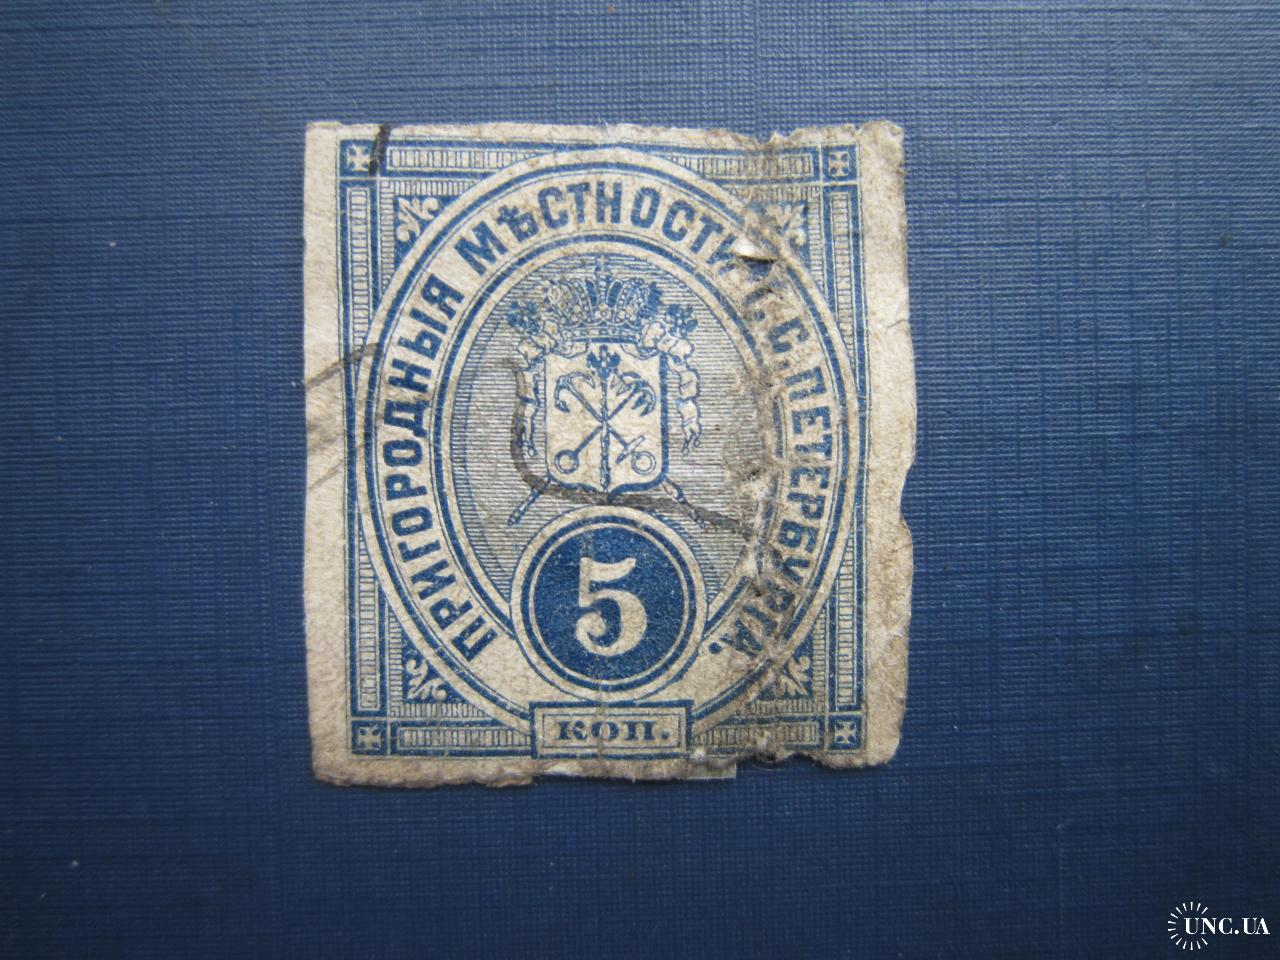 ПРИГОРОДНЫЯ МѢСТНОСТИ Г. С. ПЕТЕРБУРГА.
5
КОП.
UNC.UA